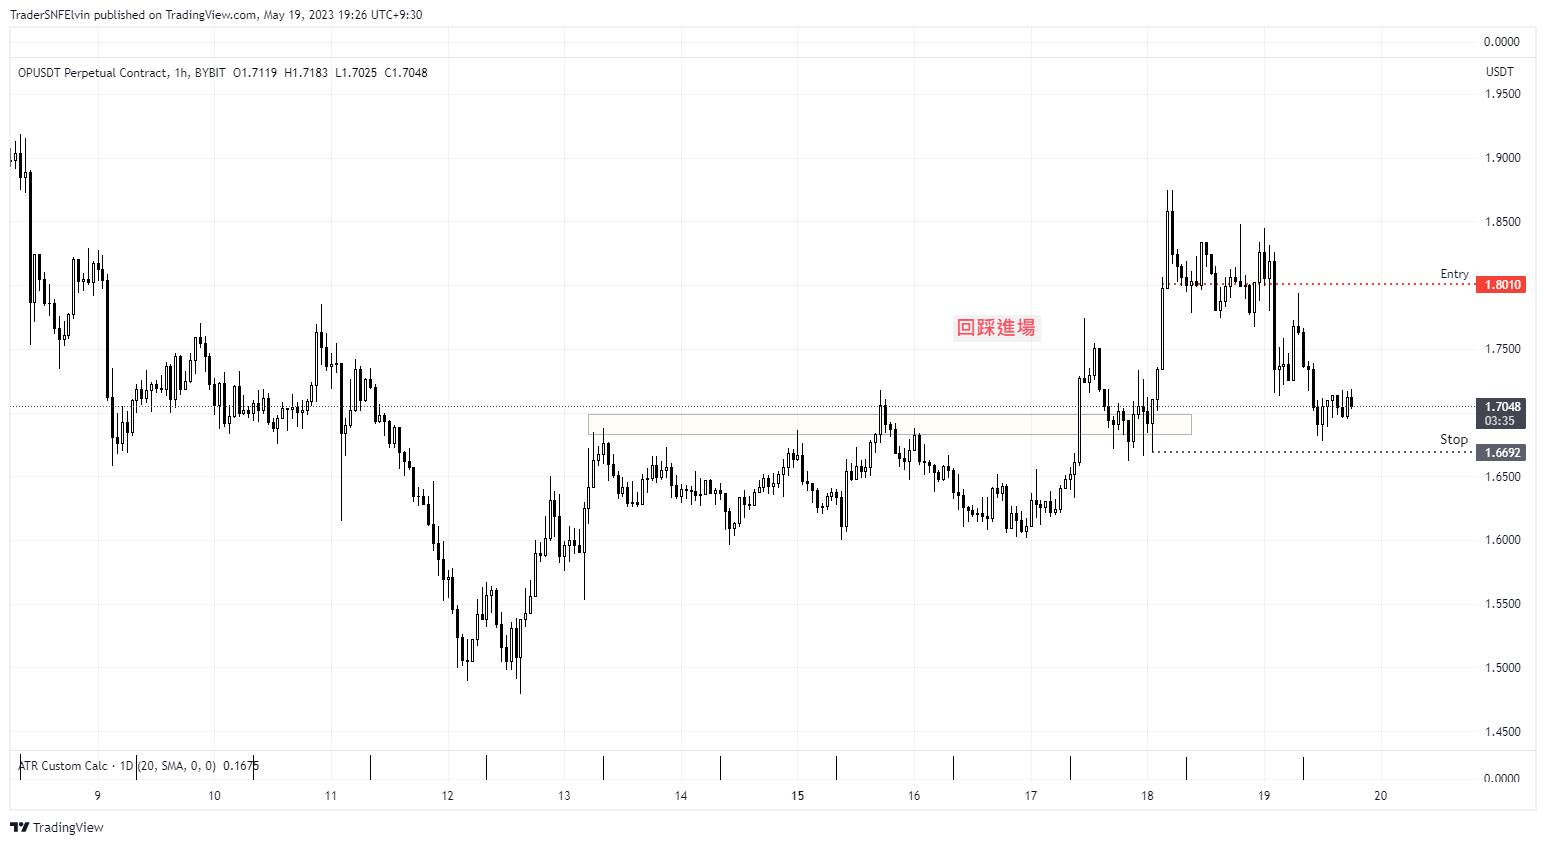 TraderSNFElvin published on TradingView.com, May 19, 2023 19:26 UTC+9:30
0.0000
OPUSDT Perpetual Contract, 1h, BYBIT O1.7119 H1.7183 L1.7025 C1.7048
USDT
1.9500
1.9000
1.8500
Entry
1.8010
回踩進場
1.7500
1.7048
03:35
Stop
1.6692
1.6500
1.6000
1.5500
1.5000
1.4500
ATR Custom Calc · 1D (20, SMA, 0, 0) 0.1675
0.0000
9 10 11 12 13 14 15 16 17 18 19 20
TradingView